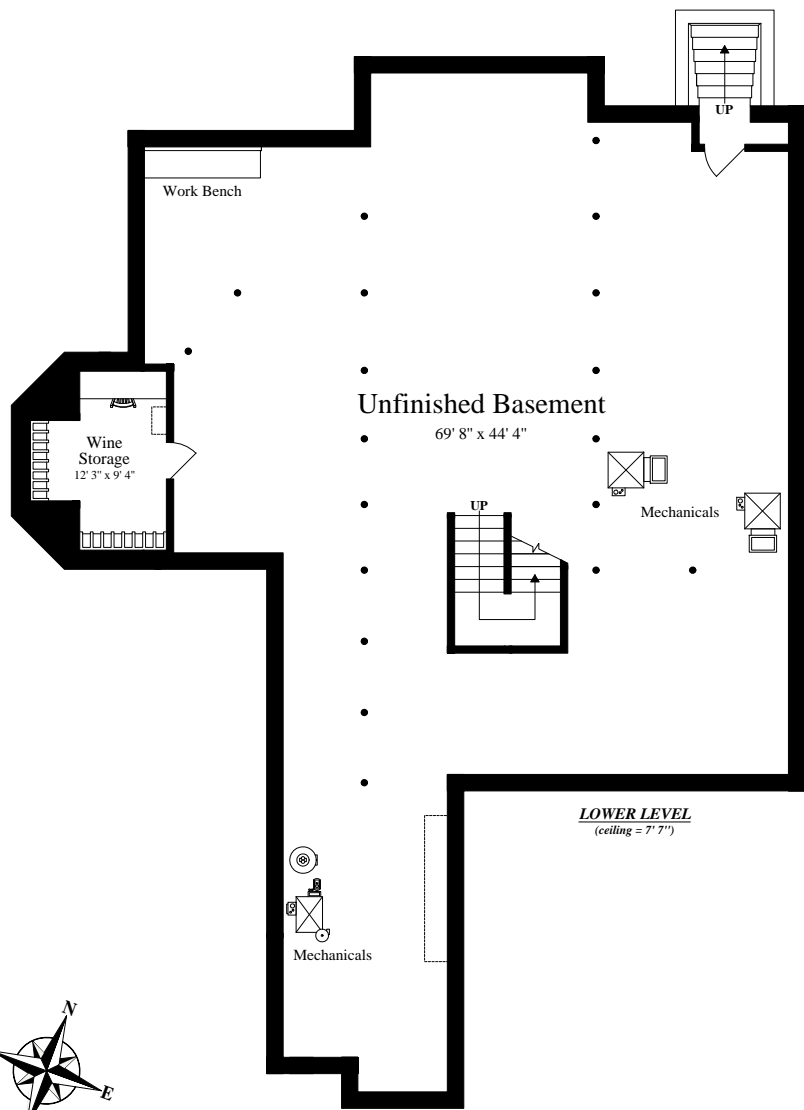 UP
Work Bench
Unfinished Basement
69' 8" x 44' 4"
Wine
Storage
12' 3" x 9' 4"
UP
Mechanicals
LOWER LEVEL
(ceiling = 7' 7")
Mechanicals
N
E